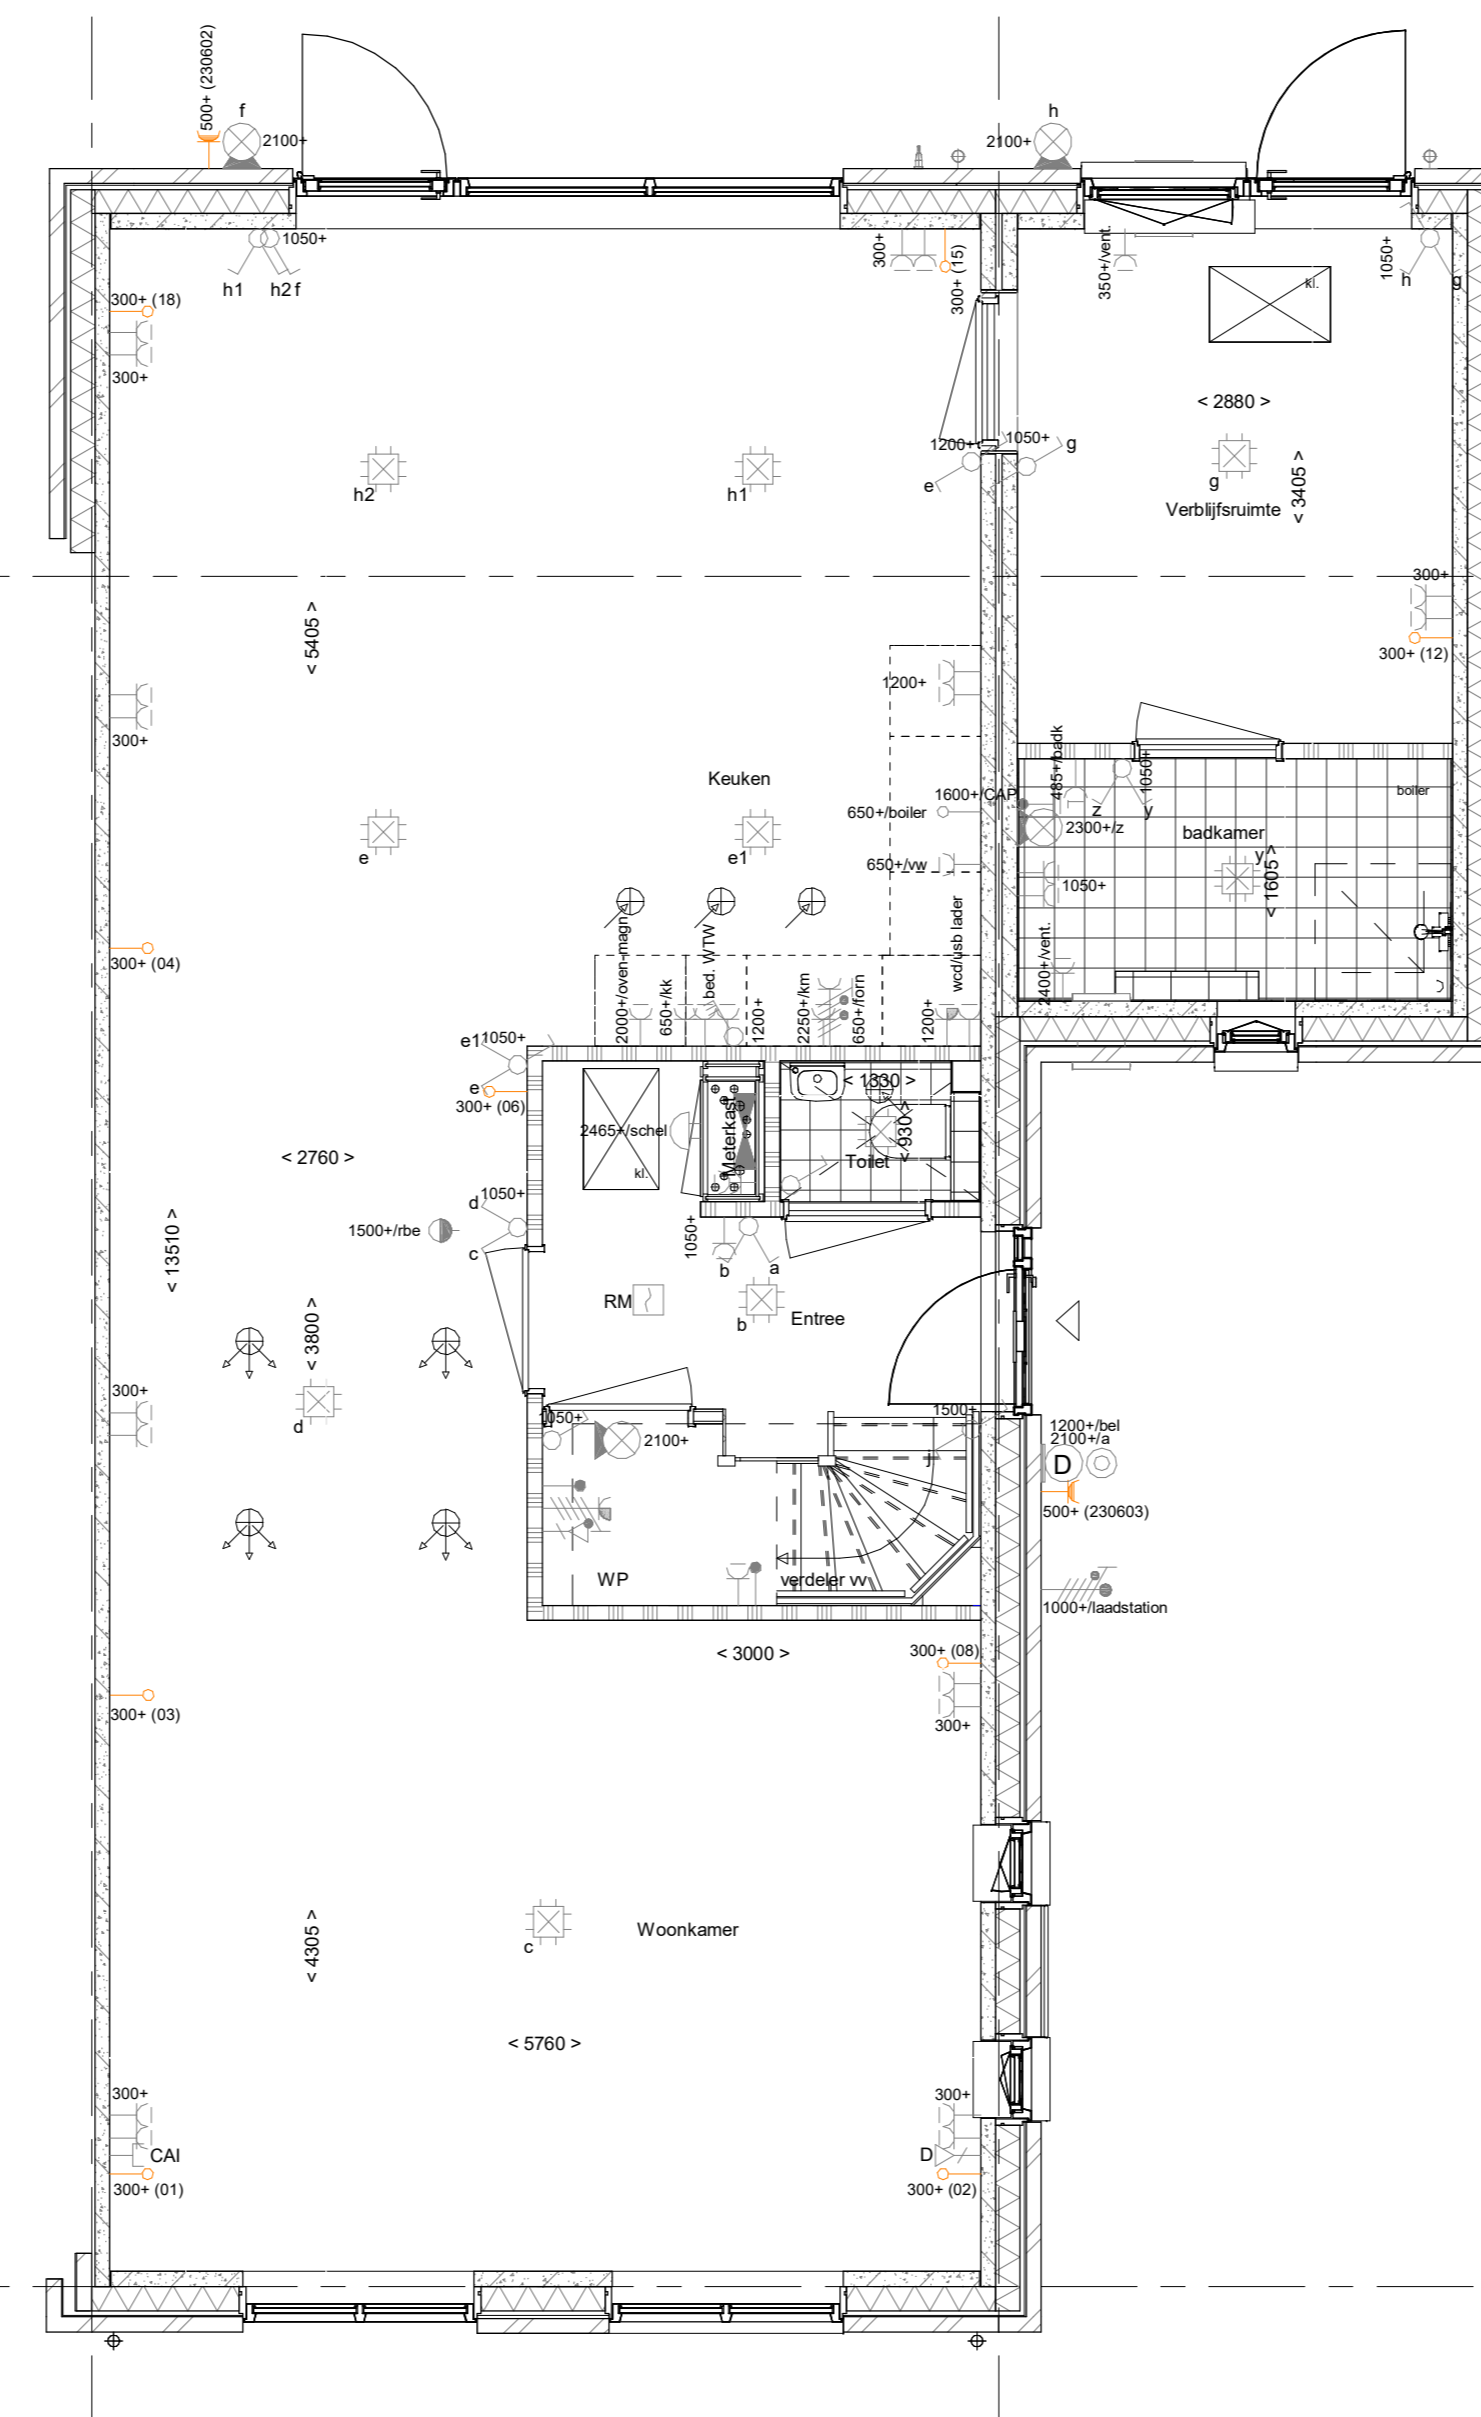 500+ (230602)
f
2100+
h
2100+
1050+
h1
h2 f
300+
300+ (15)
350+/vent.
1050+
h
g
kl.
300+ (18)
300+
< 2880 >
1200+
1050+
g
e
h2
h1
g
< 3405 >
Verblijfsruimte
300+
300+ (12)
< 5405 >
1200+
300+
485+/badk
1050+
Keuken
1600+/CAP
650+/boiler
z
y
boiler
2300+/z
badkamer
e
e1
650+/vw
y
< 1605 >
1050+
300+ (04)
2000+/oven-magn
650+/kk
bed. WTW
1200+
2250+/km
650+/forn
1200+
wcd/usb lader
2400+/vent.
e1
1050+
e
300+ (06)
< 1330 >
2465+/schel
Meterkast
< 930 >
Toilet
kl.
< 2760 >
1050+
d
1500+/rbe
c
< 13510 >
1050+
b
a
RM
b
Entree
< 3800 >
300+
d
1050+
2100+
1500+
j
1200+/bel
2100+/a
D
500+ (230603)
WP
verdeler vv
1000+/laadstation
< 3000 >
300+ (08)
300+
300+ (03)
c
Woonkamer
< 4305 >
< 5760 >
300+
CAI
300+ (01)
300+
D
300+ (02)